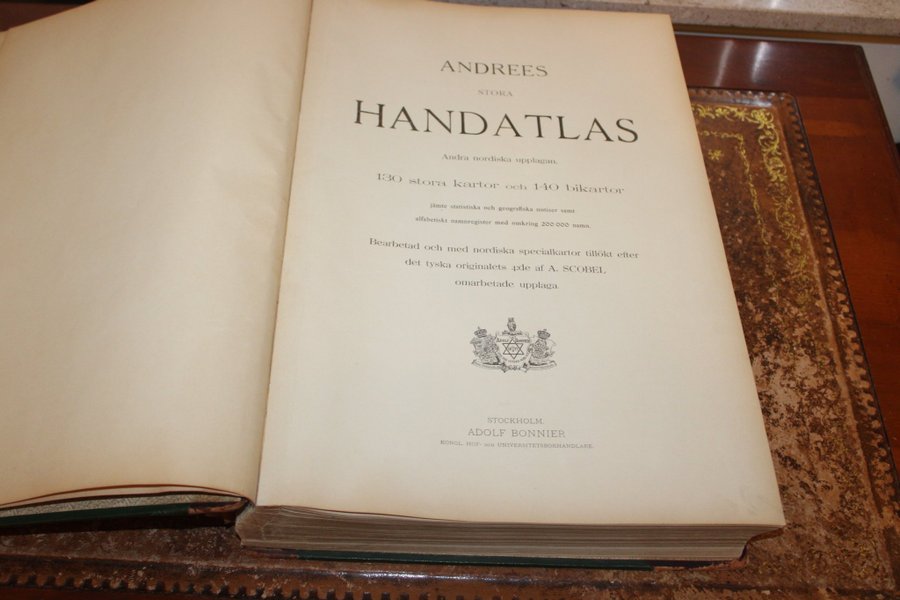 ANDREES
STORA
HANDATLAS
Andra nordiska upplagan.
130 stora kartor och 140 bikartor
jämte statistiska och geografiska notiser samt
alfabetiskt namnregister med omkring 200 000 namn.
Bearbetad och med nordiska specialkartor tillökt efter
det tyska originalets 4:de af A. SCOBEL
omarbetade upplaga.
ADOLF BONNIER
STOCKHOLM.
ADOLF BONNIER
KONGL. HOF- OCH UNIVERSITETSBOKHANDLARE.